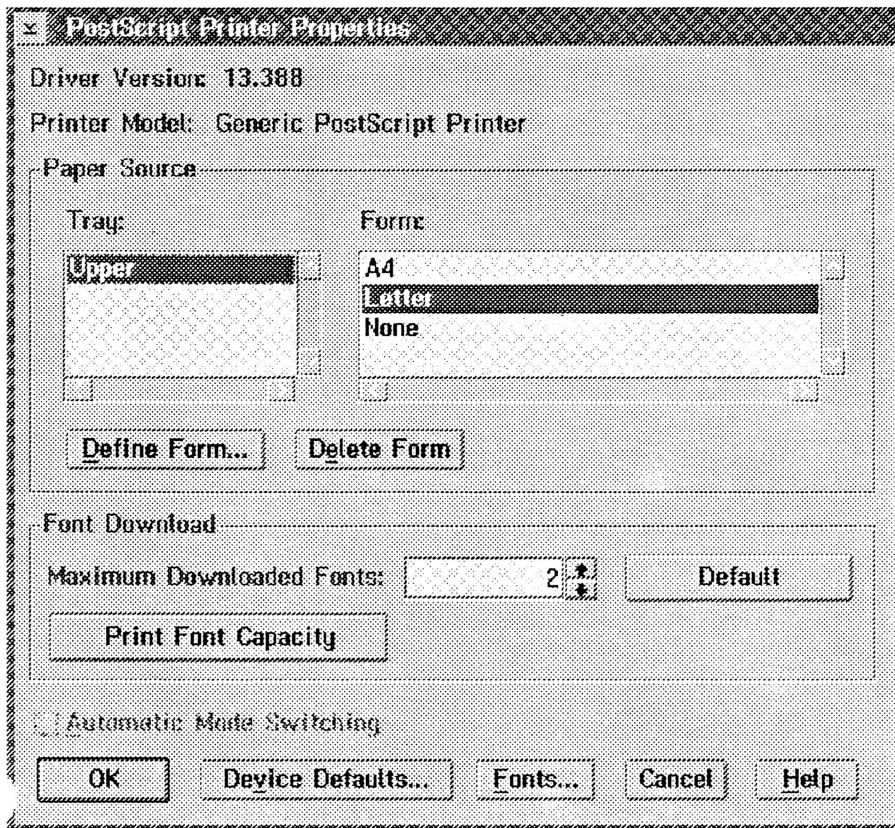 PostScript Printer Properties
Driver Version: 13.388
Printer Model: Generic PostScript Printer
Paper Source
Tray: Form:
Upper A4
Letter
None
Define Form... Delete Form
Font Download
Maximum Downloaded Fonts: 2 Default
Print Font Capacity
Automatic Mode Switching
OK Device Defaults... Fonts... Cancel Help